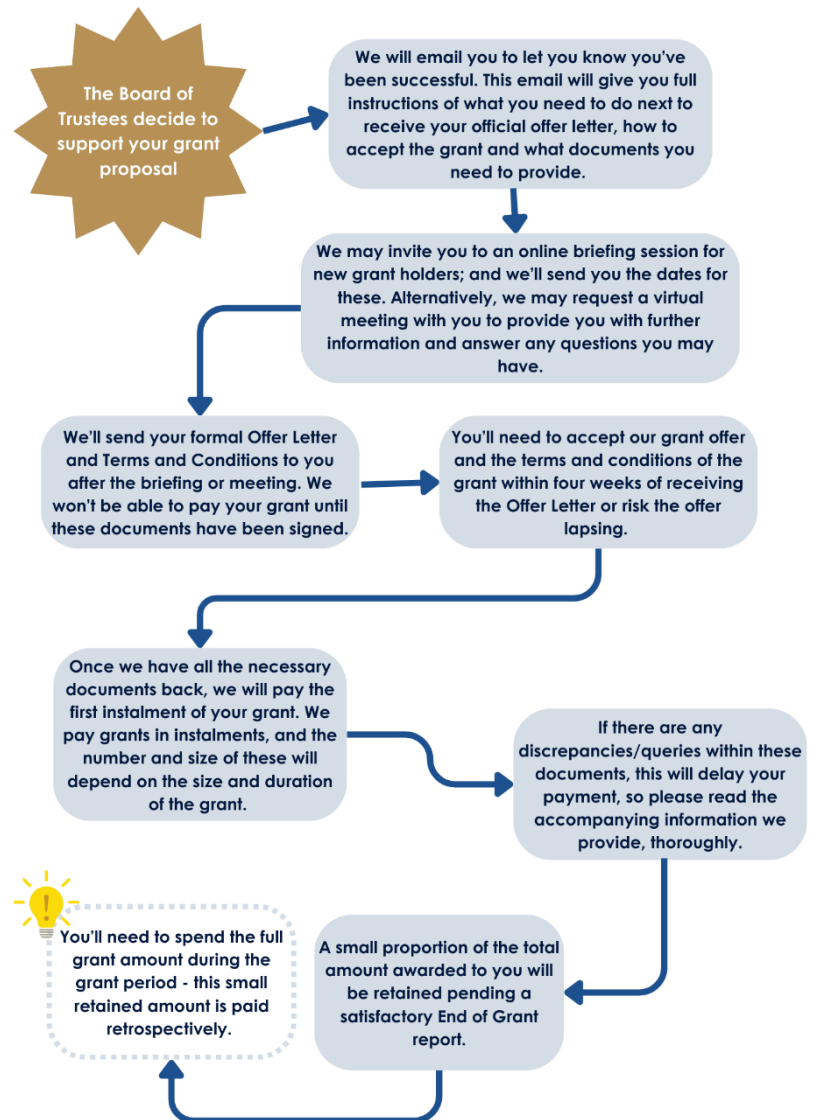 The Board of
Trustees decide to
support your grant
proposal
We will email you to let you know you've
been successful. This email will give you full
instructions of what you need to do next to
receive your official offer letter, how to
accept the grant and what documents you
need to provide.
We may invite you to an online briefing session for
new grant holders; and we'll send you the dates for
these. Alternatively, we may request a virtual
meeting with you to provide you with further
information and answer any questions you may
have.
We'll send your formal Offer Letter
and Terms and Conditions to you
after the briefing or meeting. We
won't be able to pay your grant until
these documents have been signed.
You'll need to accept our grant offer
and the terms and conditions of the
grant within four weeks of receiving
the Offer Letter or risk the offer
lapsing.
Once we have all the necessary
documents back, we will pay the
first instalment of your grant. We
pay grants in instalments, and the
number and size of these will
depend on the size and duration
of the grant.
If there are any
discrepancies/queries within these
documents, this will delay your
payment, so please read the
accompanying information we
provide, thoroughly.
A small proportion of the total
amount awarded to you will
be retained pending a
satisfactory End of Grant
report.
!
You'll need to spend the full
grant amount during the
grant period - this small
retained amount is paid
retrospectively.